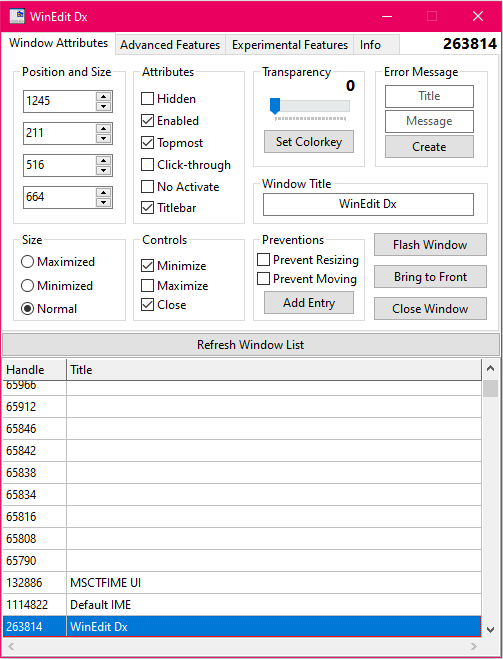 WinEdit Dx
Window Attributes Advanced Features Experimental Features Info 263814
Position and Size
1245
211
516
664
Attributes
Hidden
Enabled
Topmost
Click-through
No Activate
Titlebar
Transparency
0
Set Colorkey
Error Message
Title
Message
Create
Window Title
WinEdit Dx
Size
Maximized
Minimized
Normal
Controls
Minimize
Maximize
Close
Preventions
Prevent Resizing
Prevent Moving
Add Entry
Flash Window
Bring to Front
Close Window
Refresh Window List
Handle Title
65966
65912
65846
65842
65838
65834
65816
65808
65790
132886 MSCTFIME UI
1114822 Default IME
263814 WinEdit Dx